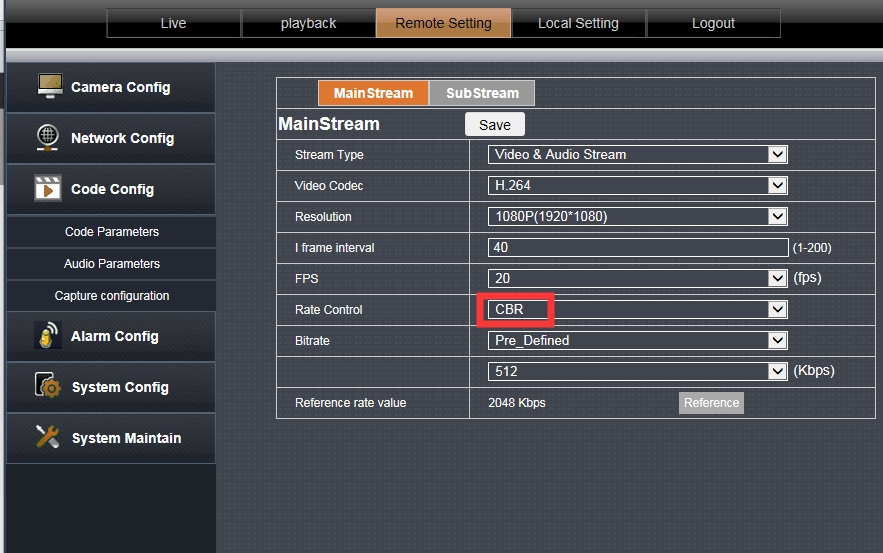 Live playback Remote Setting Local Setting Logout
Camera Config
Network Config
Code Config
Code Parameters
Audio Parameters
Capture configuration
Alarm Config
System Config
System Maintain
MainStream SubStream
MainStream Save
Stream Type Video & Audio Stream
Video Codec H.264
Resolution 1080P(1920*1080)
I frame interval 40 (1-200)
FPS 20 (fps)
Rate Control CBR
Bitrate Pre_Defined
512 (Kbps)
Reference rate value 2048 Kbps Reference